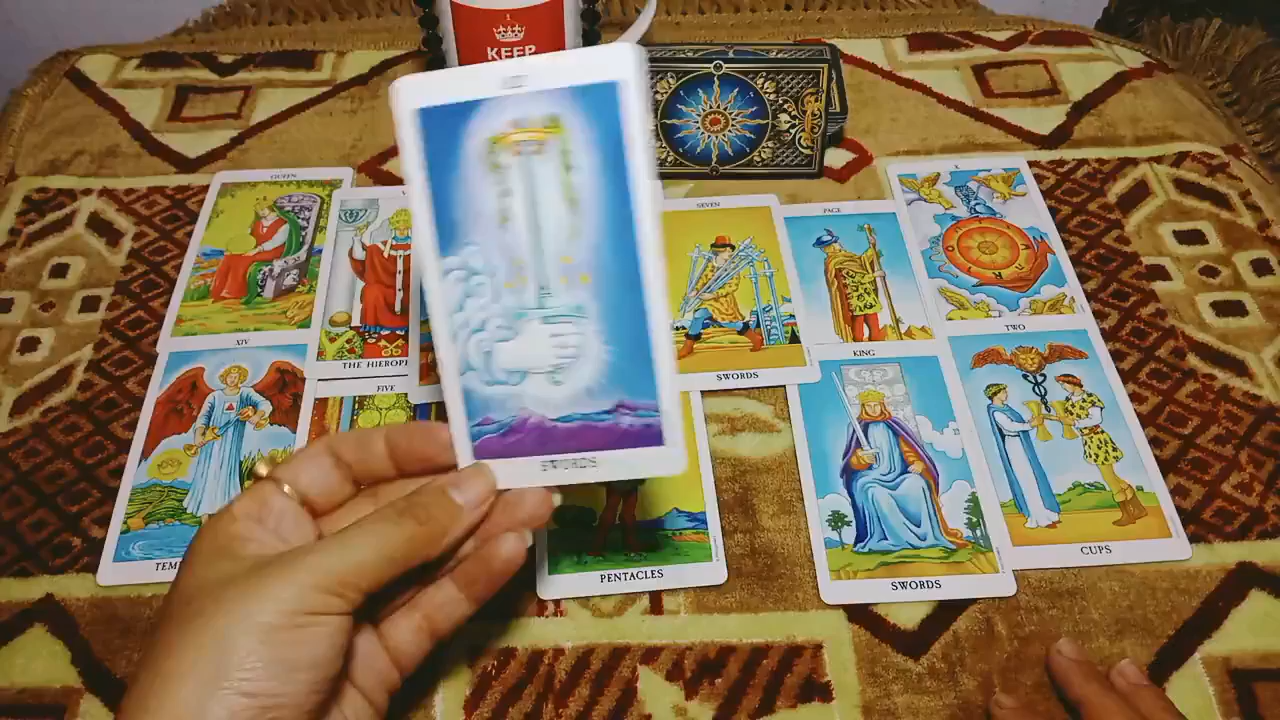 KEEP
QUEEN
SEVEN
PAGE
X
THE HIEROP
SWORDS
XIV
FIVE
KING
TWO
SWORDS
TEM
PENTACLES
SWORDS
CUPS